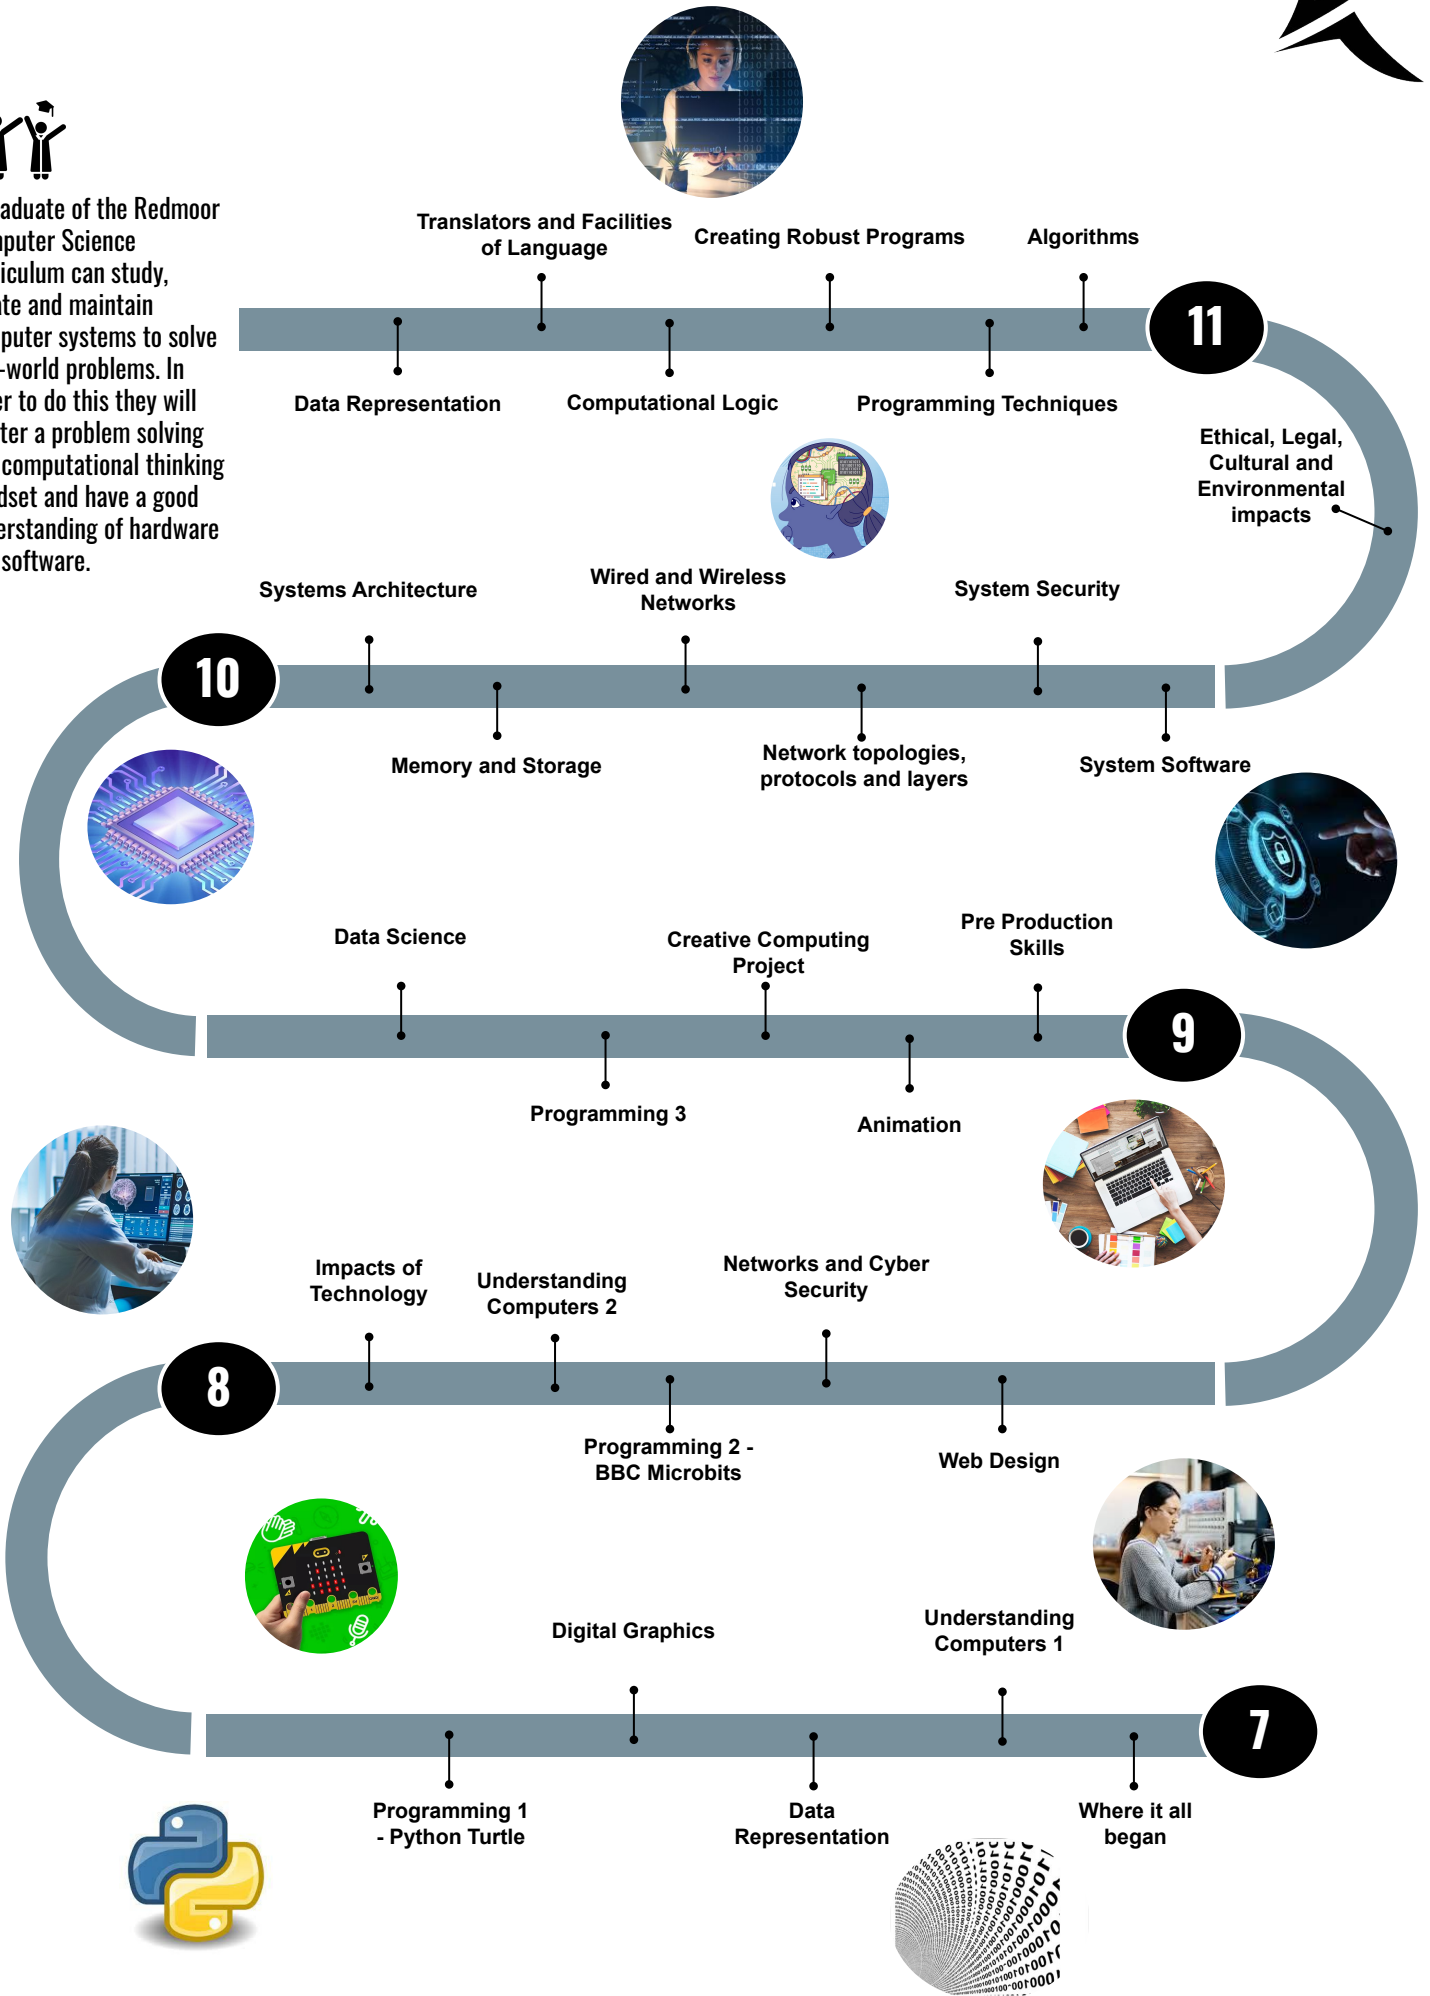 aduate of the Redmoor
puter Science
iculum can study,
ate and maintain
puter systems to solve
-world problems. In
er to do this they will
ter a problem solving
computational thinking
dset and have a good
erstanding of hardware
software.
Translators and Facilities
of Language
Creating Robust Programs
Algorithms
11
Data Representation
Computational Logic
Programming Techniques
Ethical, Legal,
Cultural and
Environmental
impacts
Systems Architecture
Wired and Wireless
Networks
System Security
10
Memory and Storage
Network topologies,
protocols and layers
System Software
Data Science
Creative Computing
Project
Pre Production
Skills
9
Programming 3
Animation
Impacts of
Technology
Understanding
Computers 2
Networks and Cyber
Security
8
Programming 2 -
BBC Microbits
Web Design
Digital Graphics
Understanding
Computers 1
7
Programming 1
- Python Turtle
Data
Representation
Where it all
began